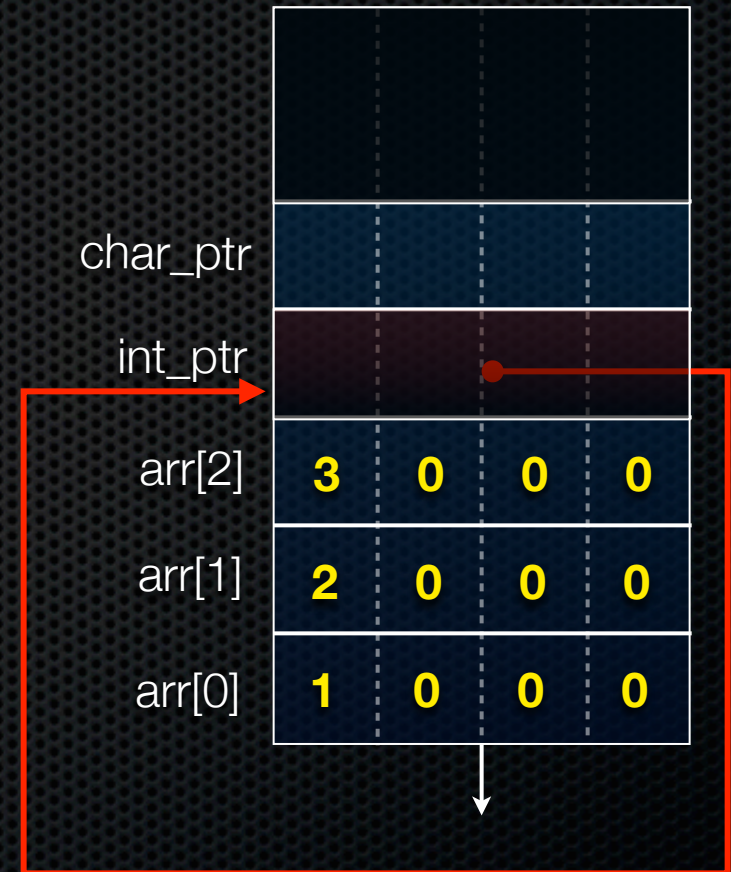 char_ptr
int_ptr
arr[2] 3 0 0 0
arr[1] 2 0 0 0
arr[0] 1 0 0 0